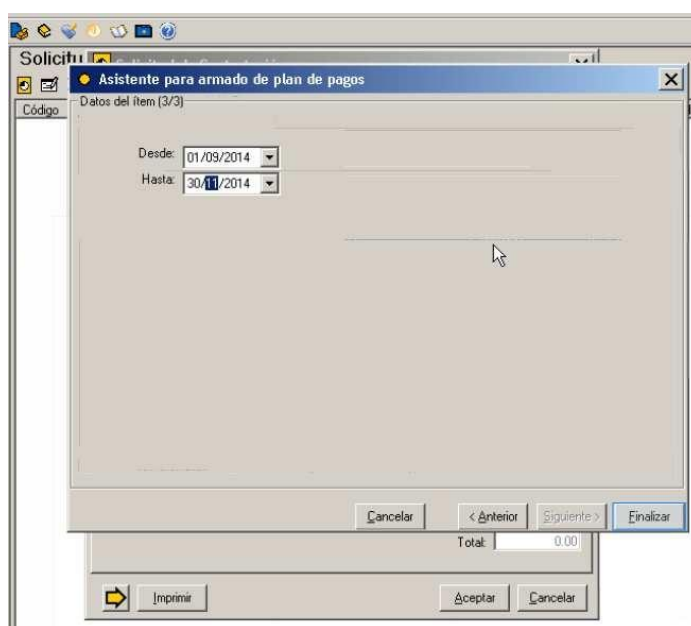 Solicitu
Asistente para armado de plan de pagos
Código
Datos del ítem (3/3)
Desde: 01/09/2014
Hasta: 30/11/2014
Cancelar
< Anterior
Siguiente >
Finalizar
Total: 0.00
Imprimir
Aceptar
Cancelar